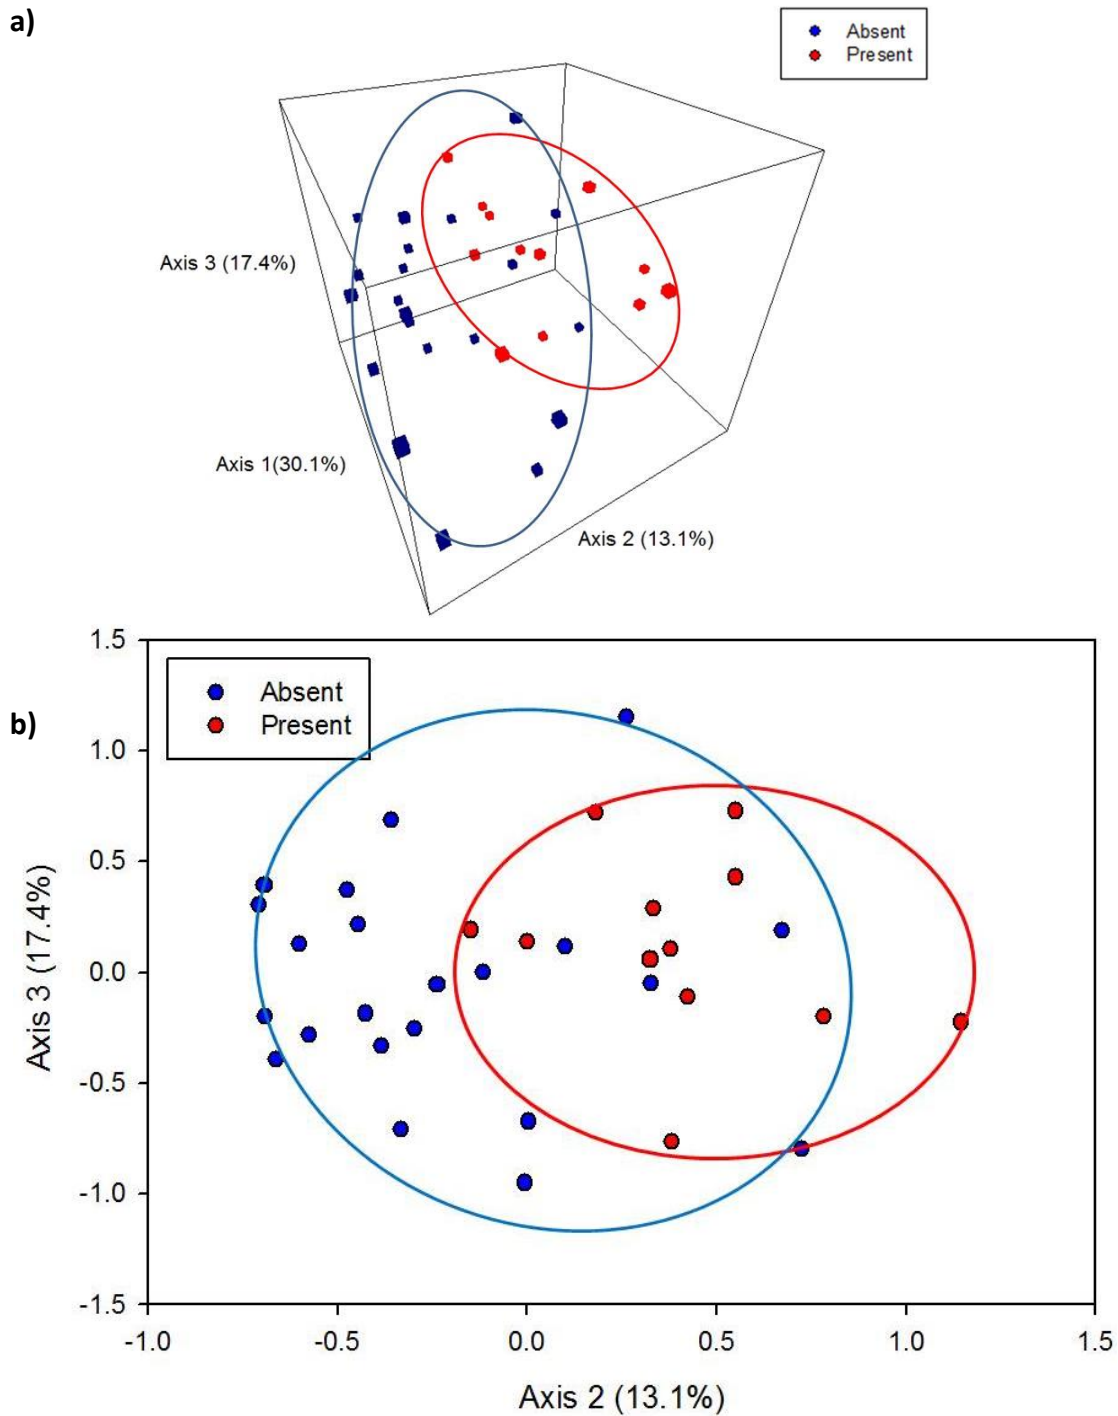 a)
Absent
Present
Axis 3 (17.4%)
Axis 1(30.1%)
Axis 2 (13.1%)
b)
1.5
1.0
0.5
0.0
-0.5
-1.0
-1.5
Absent
Present
Axis 3 (17.4%)
-1.0 -0.5 0.0 0.5 1.0 1.5
Axis 2 (13.1%)